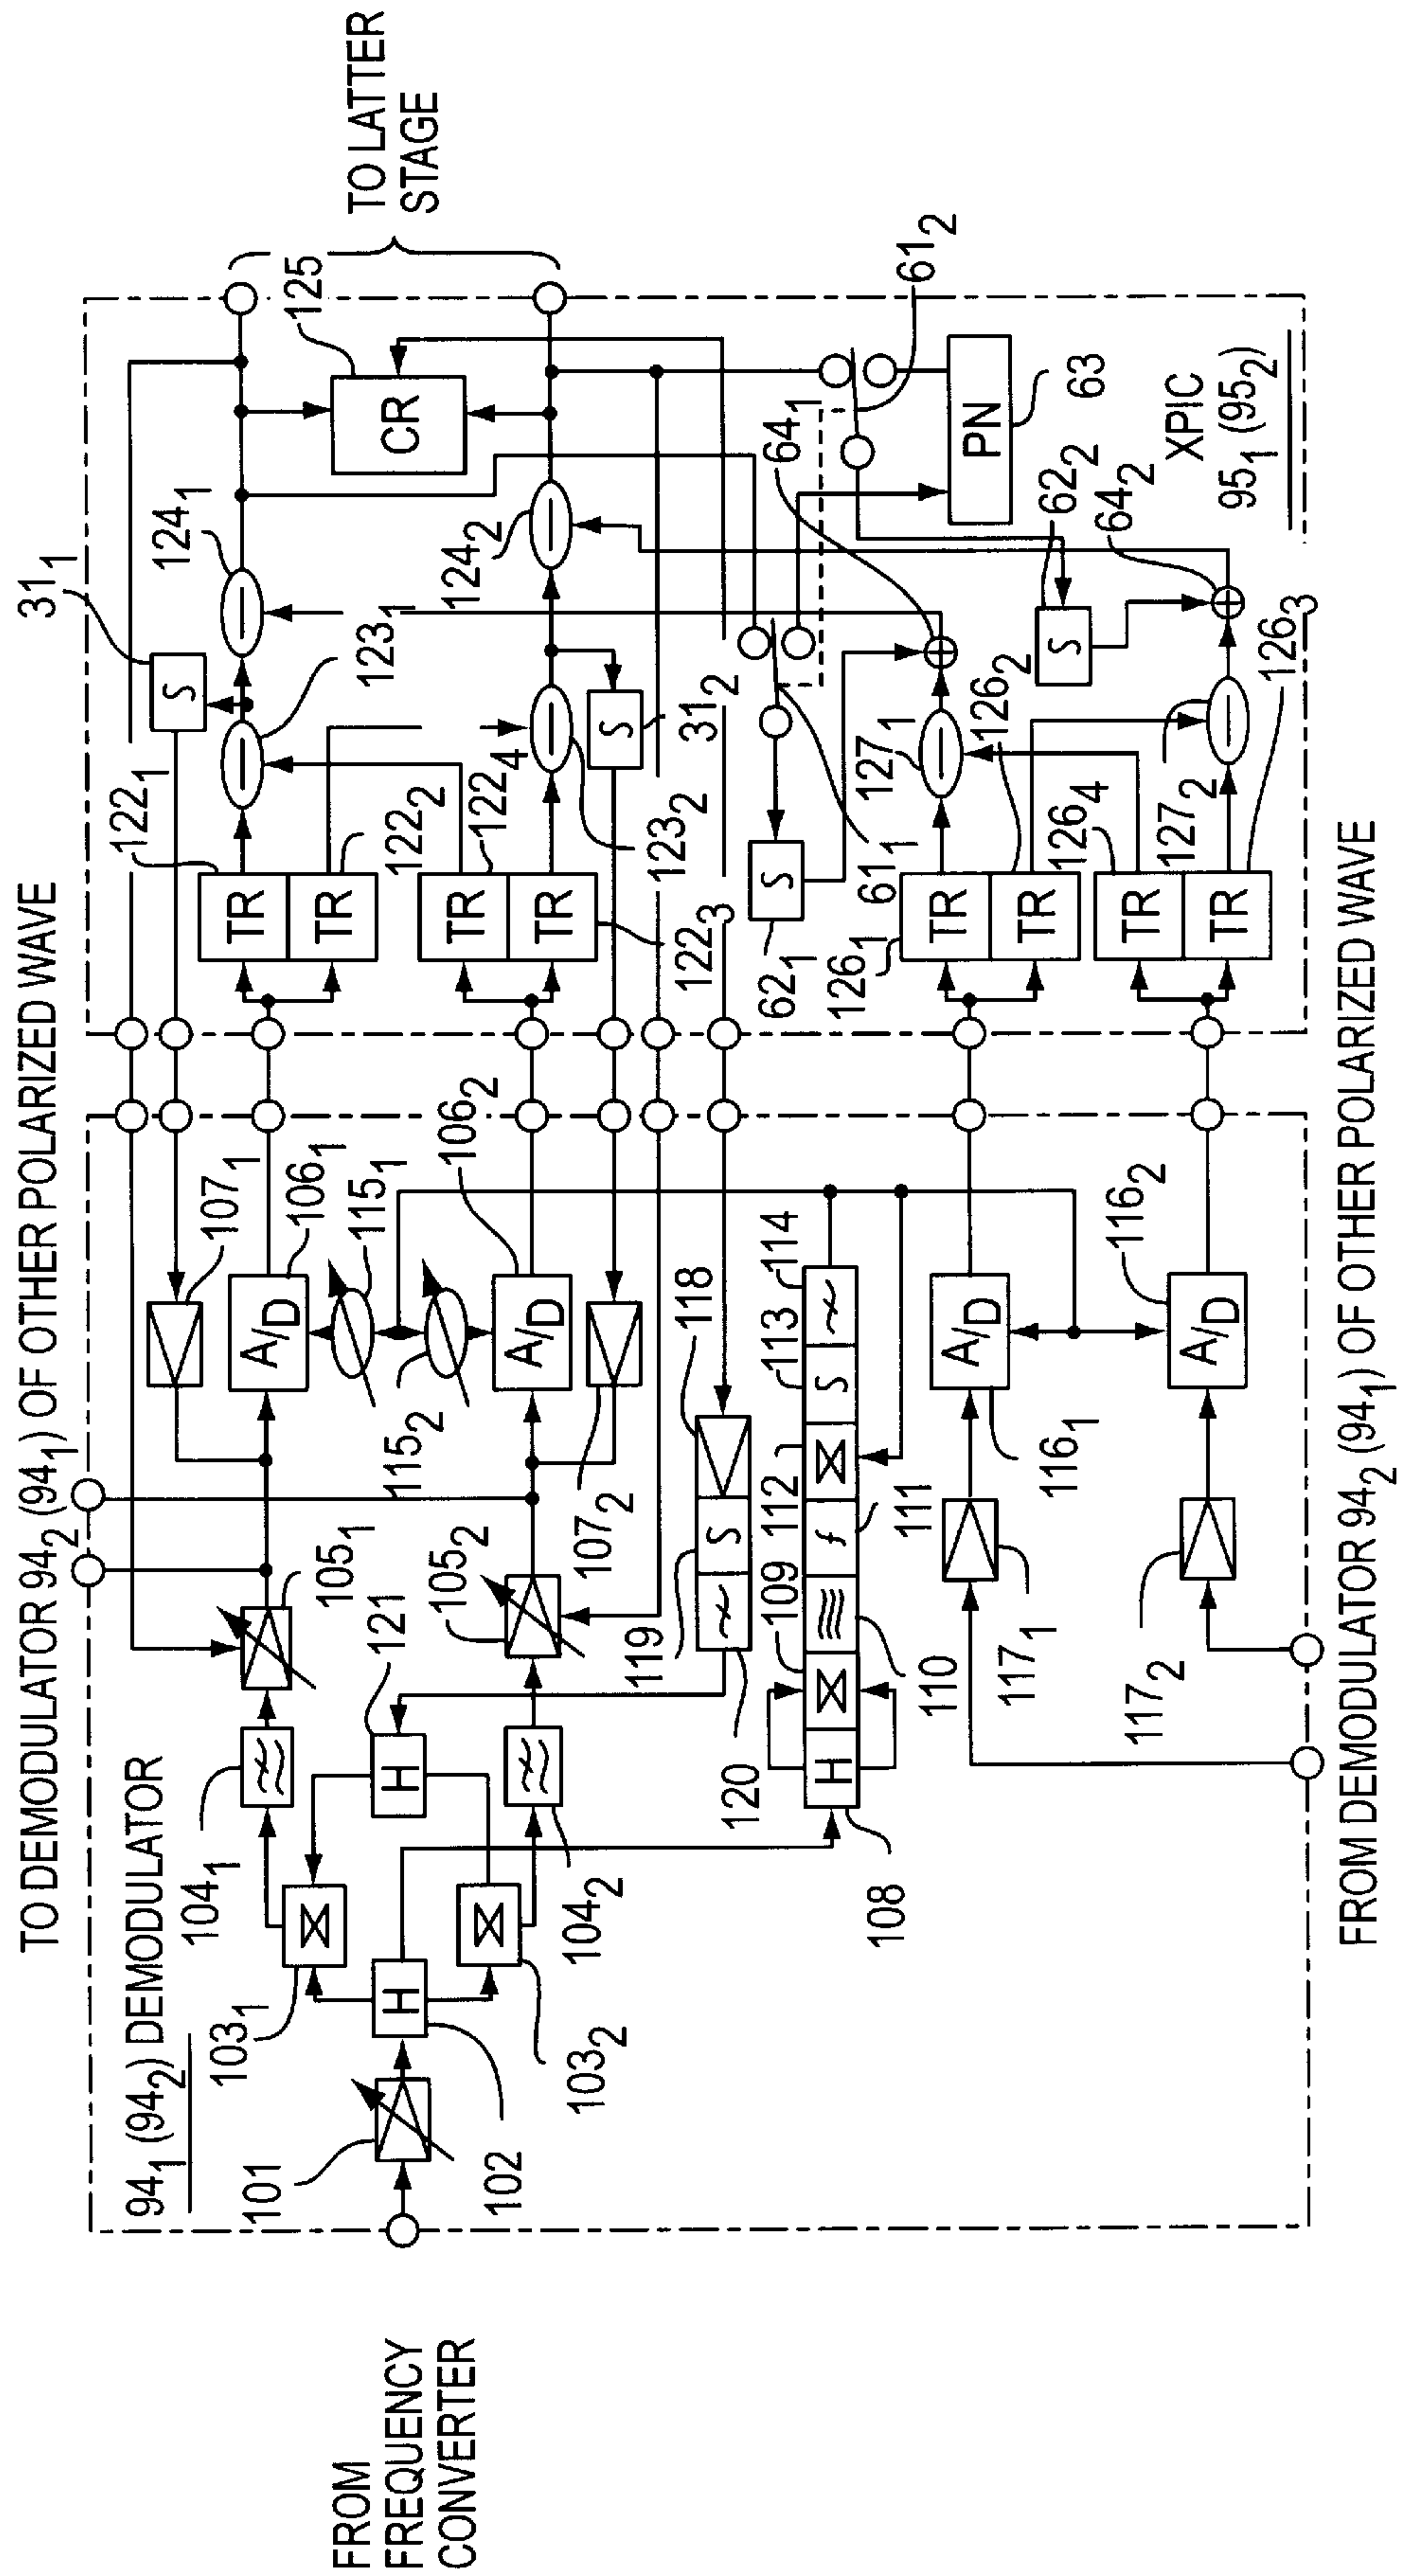 TO DEMODULATOR 94₂ (94₁) OF OTHER POLARIZED WAVE
94₁ (94₂) DEMODULATOR
FROM
FREQUENCY
CONVERTER
101
102
H
103₁
103₂
104₁
104₂
121
H
105₁
105₂
107₁
106₁
A/D
115₁
115₂
106₂
A/D
107₂
118
S
119
120
108
H
109
110
111
f
112
113
S
114
116₁
A/D
116₂
A/D
117₁
117₂
31₁
S
122₁
TR
122₂
TR
122₄
TR
122₃
TR
123₁
123₂
124₁
124₂
31₂
S
125
CR
TO LATTER
STAGE
62₁
S
61₁
61₂
64₁
PN
63
62₂
S
64₂
126₁
TR
126₂
TR
126₄
TR
126₃
TR
127₁
127₂
XPIC
95₁ (95₂)
FROM DEMODULATOR 94₂ (94₁) OF OTHER POLARIZED WAVE